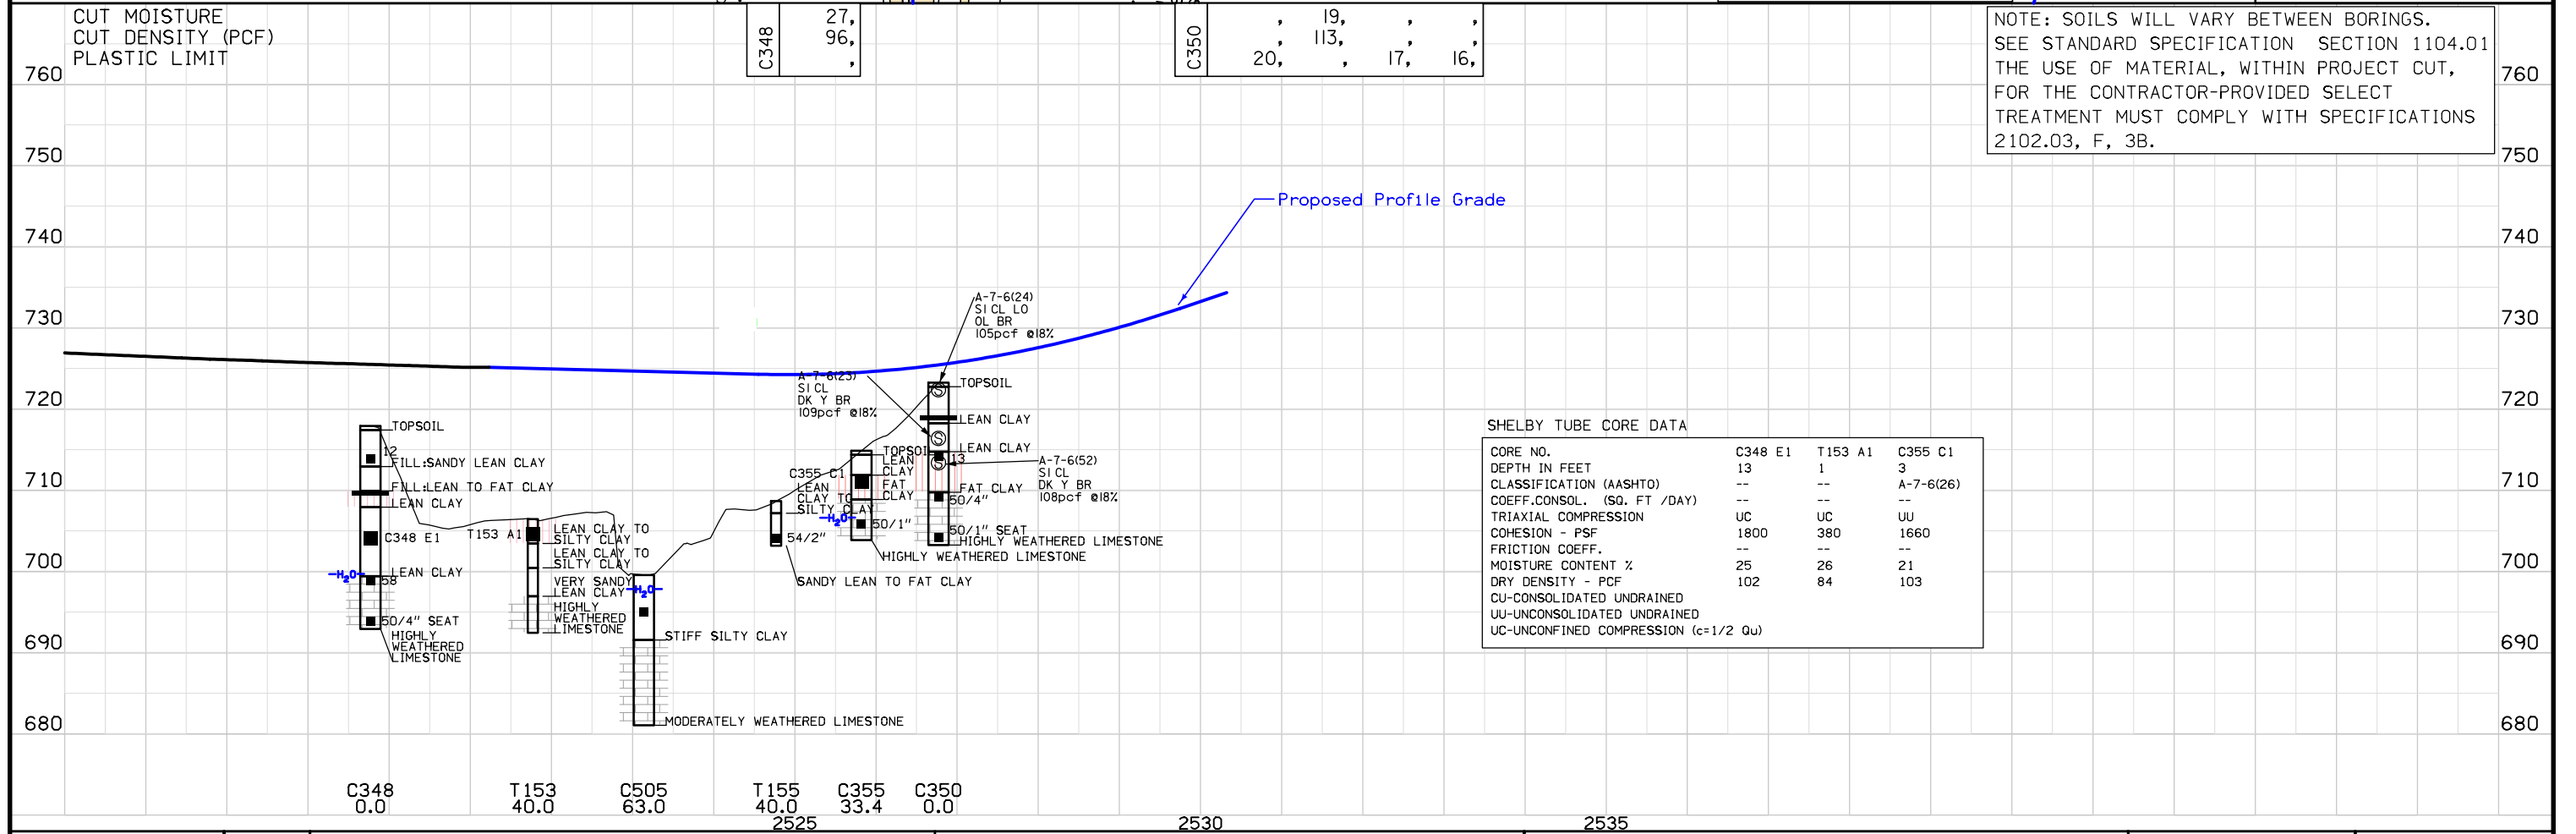 CUT MOISTURE
CUT DENSITY (PCF)
PLASTIC LIMIT
C348
27,
96,
,
C350
, 19, , ,
, 113, , ,
20, , 17, 16,
NOTE: SOILS WILL VARY BETWEEN BORINGS.
SEE STANDARD SPECIFICATION SECTION 1104.01
THE USE OF MATERIAL, WITHIN PROJECT CUT,
FOR THE CONTRACTOR-PROVIDED SELECT
TREATMENT MUST COMPLY WITH SPECIFICATIONS
2102.03, F, 3B.
760 760
750 750
740 740
730 730
720 720
710 710
700 700
690 690
680 680
Proposed Profile Grade
TOPSOIL
12
FILL:SANDY LEAN CLAY
FILL:LEAN TO FAT CLAY
LEAN CLAY
C348 E1
LEAN CLAY
H2O
58
50/4" SEAT
HIGHLY
WEATHERED
LIMESTONE
T153 A1
LEAN CLAY TO
SILTY CLAY
LEAN CLAY TO
SILTY CLAY
VERY SANDY
LEAN CLAY
HIGHLY
WEATHERED
LIMESTONE
H2O
STIFF SILTY CLAY
MODERATELY WEATHERED LIMESTONE
LEAN
CLAY TO
SILTY CLAY
54/2"
SANDY LEAN TO FAT CLAY
C355 C1
TOPSOIL
LEAN
CLAY
FAT
CLAY
H2O
50/1"
HIGHLY WEATHERED LIMESTONE
A-7-6(23)
SI CL
DK Y BR
109pcf @18%
A-7-6(24)
SI CL LO
OL BR
105pcf @18%
S
TOPSOIL
LEAN CLAY
S
LEAN CLAY
13
S
A-7-6(52)
SI CL
DK Y BR
108pcf @18%
FAT CLAY
50/4"
50/1" SEAT
HIGHLY WEATHERED LIMESTONE
SHELBY TUBE CORE DATA
CORE NO. C348 E1 T153 A1 C355 C1
DEPTH IN FEET 13 1 3
CLASSIFICATION (AASHTO) -- -- A-7-6(26)
COEFF.CONSOL. (SQ. FT /DAY) -- -- --
TRIAXIAL COMPRESSION UC UC UU
COHESION - PSF 1800 380 1660
FRICTION COEFF. -- -- --
MOISTURE CONTENT % 25 26 21
DRY DENSITY - PCF 102 84 103
CU-CONSOLIDATED UNDRAINED
UU-UNCONSOLIDATED UNDRAINED
UC-UNCONFINED COMPRESSION (c=1/2 Qu)
C348 T153 C505 T155 C355 C350
0.0 40.0 63.0 40.0 33.4 0.0
2525 2530 2535